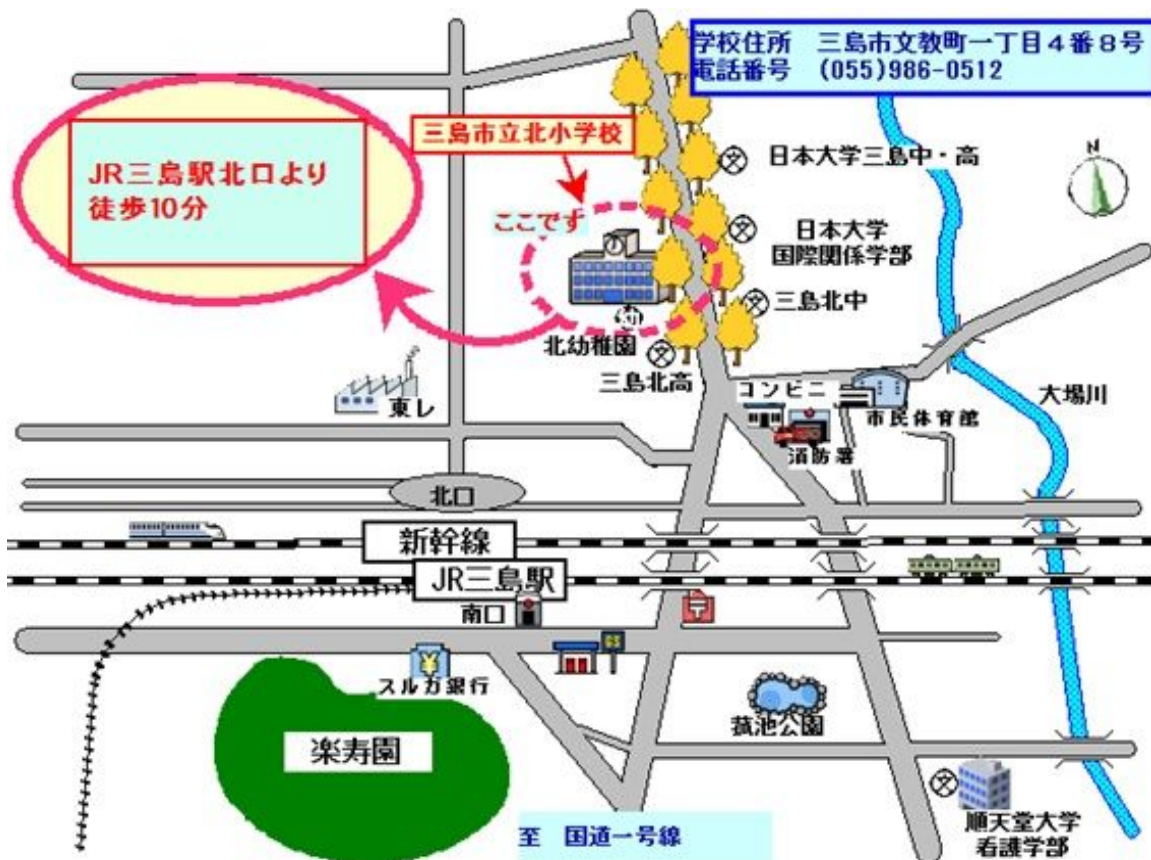 学校住所 三島市文教町一丁目4番8号
電話番号 (055)986-0512
三島市立北小学校
JR三島駅北口より
徒歩10分
ここです
日本大学三島中・高
N
日本大学
国際関係学部
三島北中
北幼稚園
三島北高
東レ
コンビニ
市民体育館
消防署
大場川
北口
新幹線
JR三島駅
南口
〒
¥
スルガ銀行
菰池公園
楽寿園
順天堂大学
看護学部
至 国道一号線